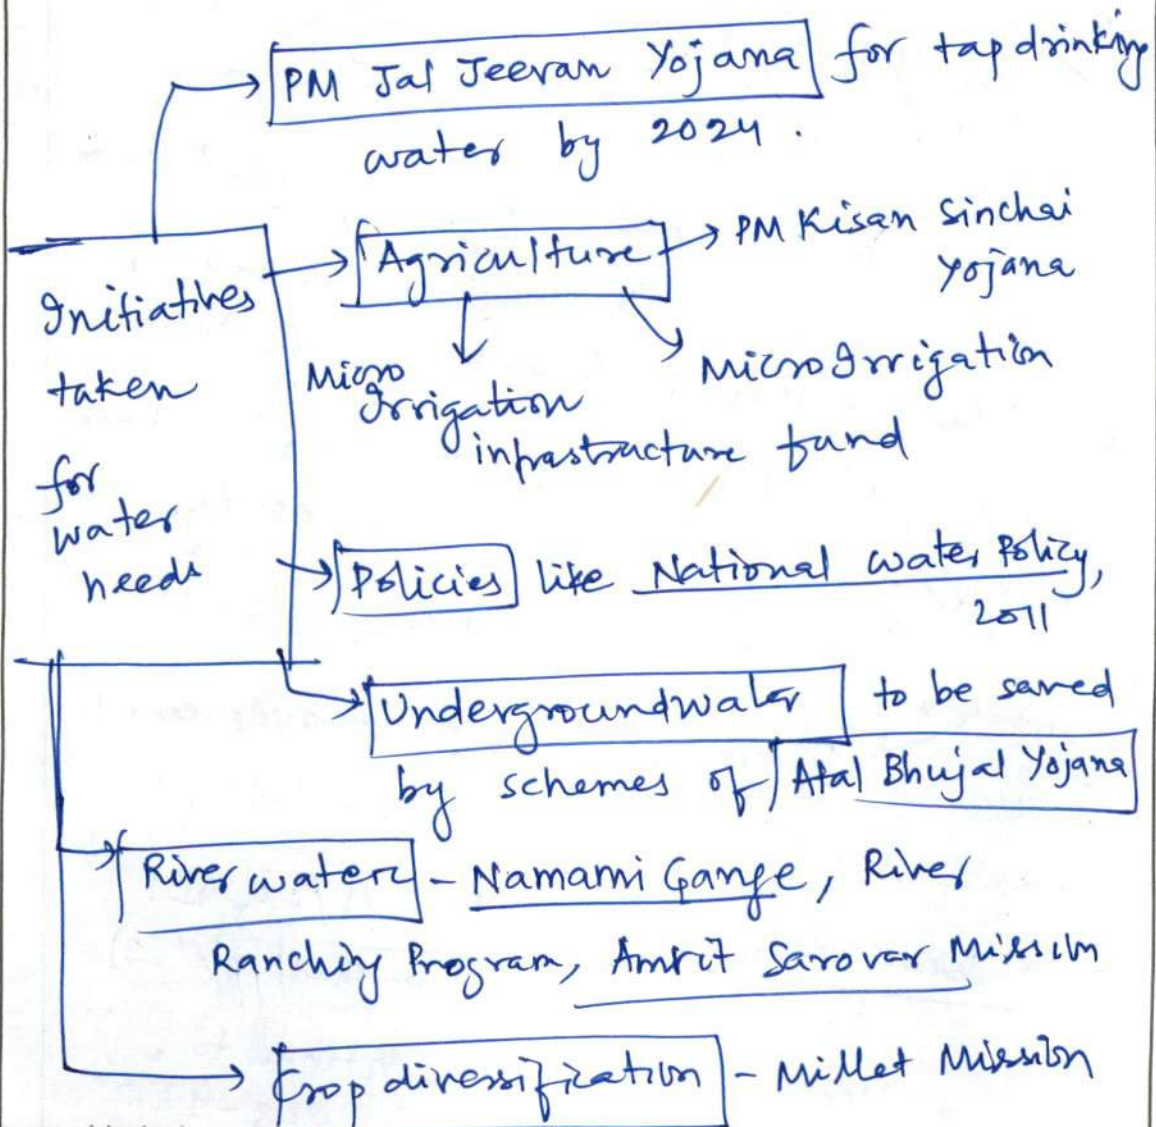 PM Jal Jeevan Yojana for tap drinking
water by 2024.
Initiatives
taken
for
water
needs
Agriculture
PM Kisan Sinchai
Yojana
Micro
Irrigation
infrastructure fund
Micro Irrigation
Policies like National water Policy,
2011
Undergroundwater to be saved
by schemes of Atal Bhujal Yojana
River water - Namami Gange, River
Ranching Program, Amrit Sarovar Mission
Crop diversification - Millet Mission